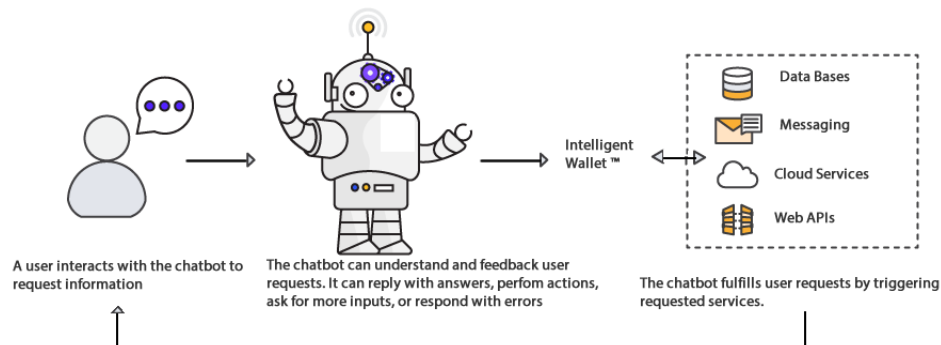 Data Bases
Messaging
Intelligent
Wallet ™
Cloud Services
Web APIs
A user interacts with the chatbot to
request information
The chatbot can understand and feedback user
requests. It can reply with answers, perfom actions,
ask for more inputs, or respond with errors
The chatbot fulfills user requests by triggering
requested services.